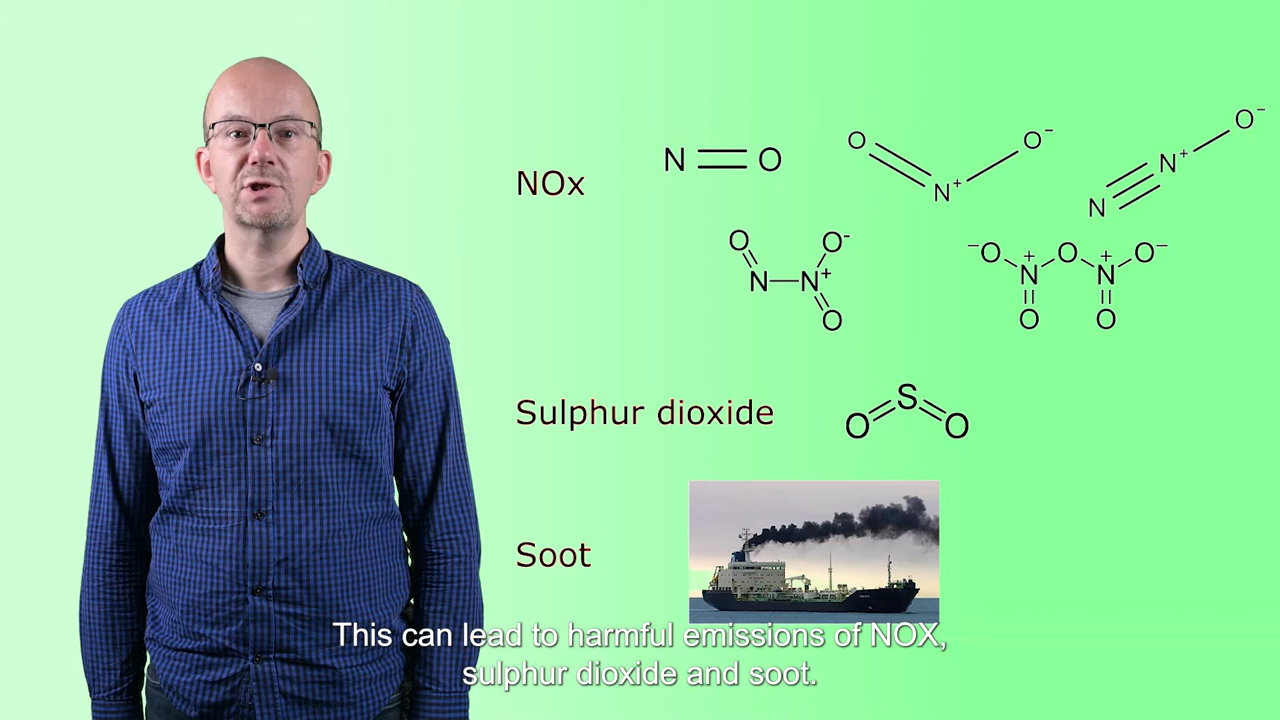 NOx
N O
O N+ O−
N N+ O−
O N N+ O- O
−O N+ O N+ O− O O
Sulphur dioxide
O S O
Soot
This can lead to harmful emissions of NOX,
sulphur dioxide and soot.